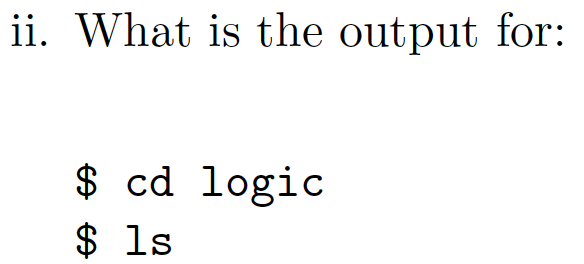 ii. What is the output for:
$ cd logic
$ ls